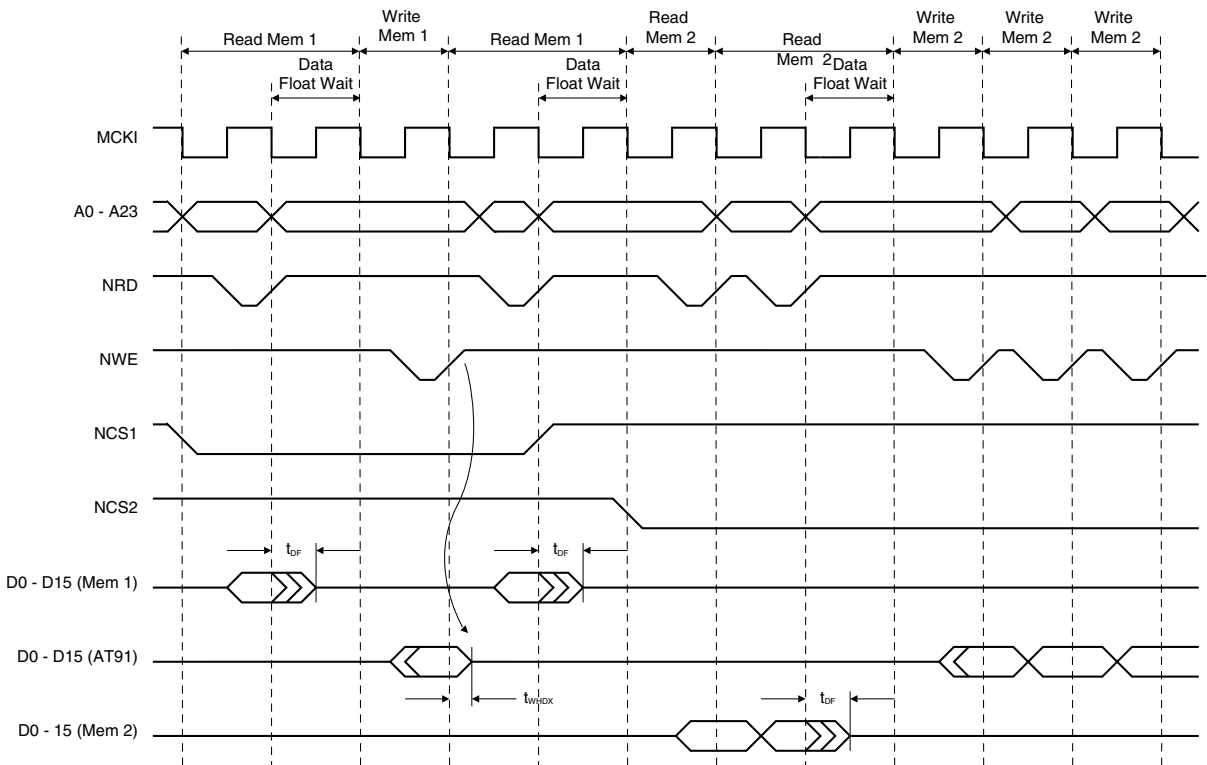 Write
Mem 1
Read
Mem 2
Write
Mem 2
Write
Mem 2
Write
Mem 2
Read Mem 1
Read Mem 1
Read
Mem 2
Data
Float Wait
Data
Float Wait
Data
Float Wait
MCKI
A0 - A23
NRD
NWE
NCS1
NCS2
tDF
tDF
D0 - D15 (Mem 1)
D0 - D15 (AT91)
tWHDX
tDF
D0 - 15 (Mem 2)